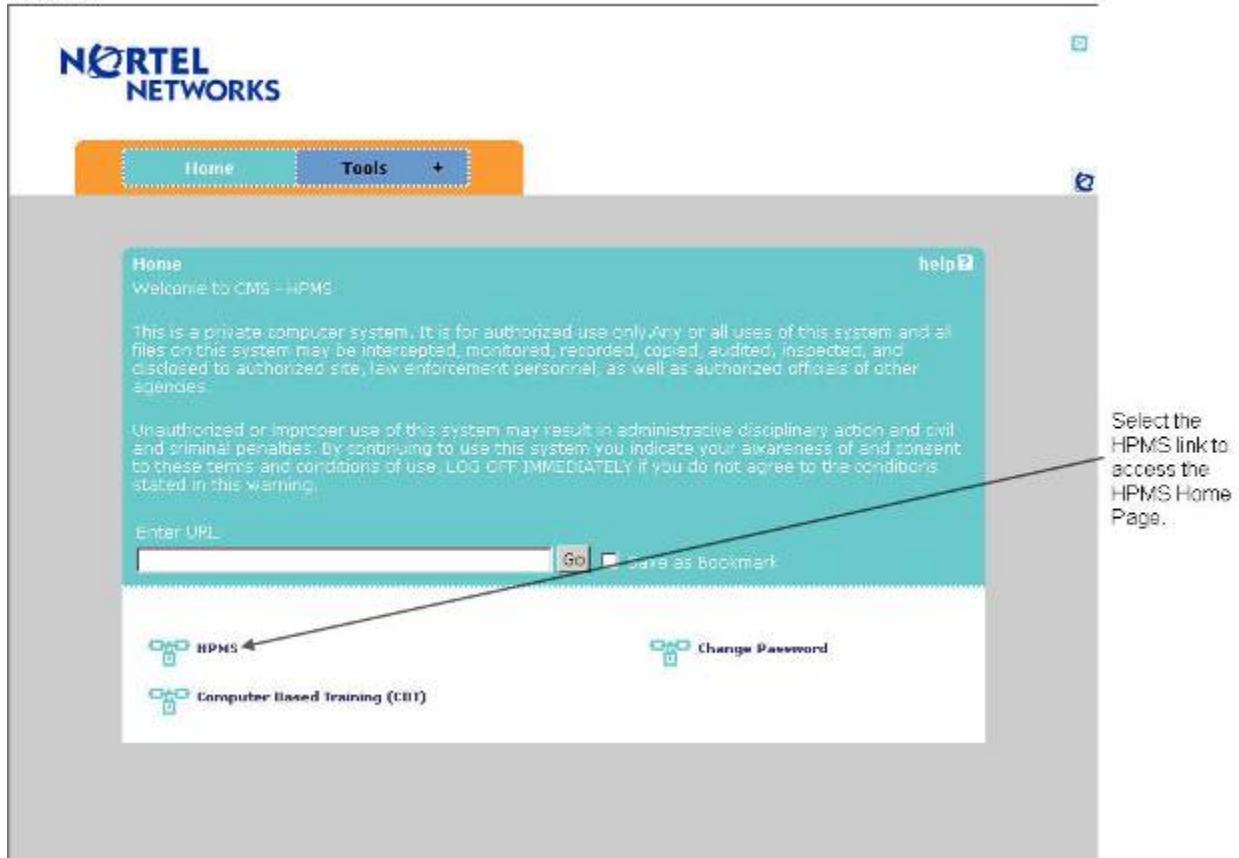 NORTEL
NETWORKS
Home Tools +
Home help?
Welcome to CMS - HPMS
This is a private computer system. It is for authorized use only.Any or all uses of this system and all
files on this system may be intercepted, monitored, recorded, copied, audited, inspected, and
disclosed to authorized site, law enforcement personnel, as well as authorized officials of other
agencies.
Unauthorized or improper use of this system may result in administrative disciplinary action and civil
and criminal penalties. By continuing to use this system you indicate your awareness of and consent
to these terms and conditions of use. LOG OFF IMMEDIATELY if you do not agree to the conditions
stated in this warning.
Enter URL
Go Save as Bookmark
HPMS Change Password
Computer Based Training (CBT)
Select the
HPMS link to
access the
HPMS Home
Page.